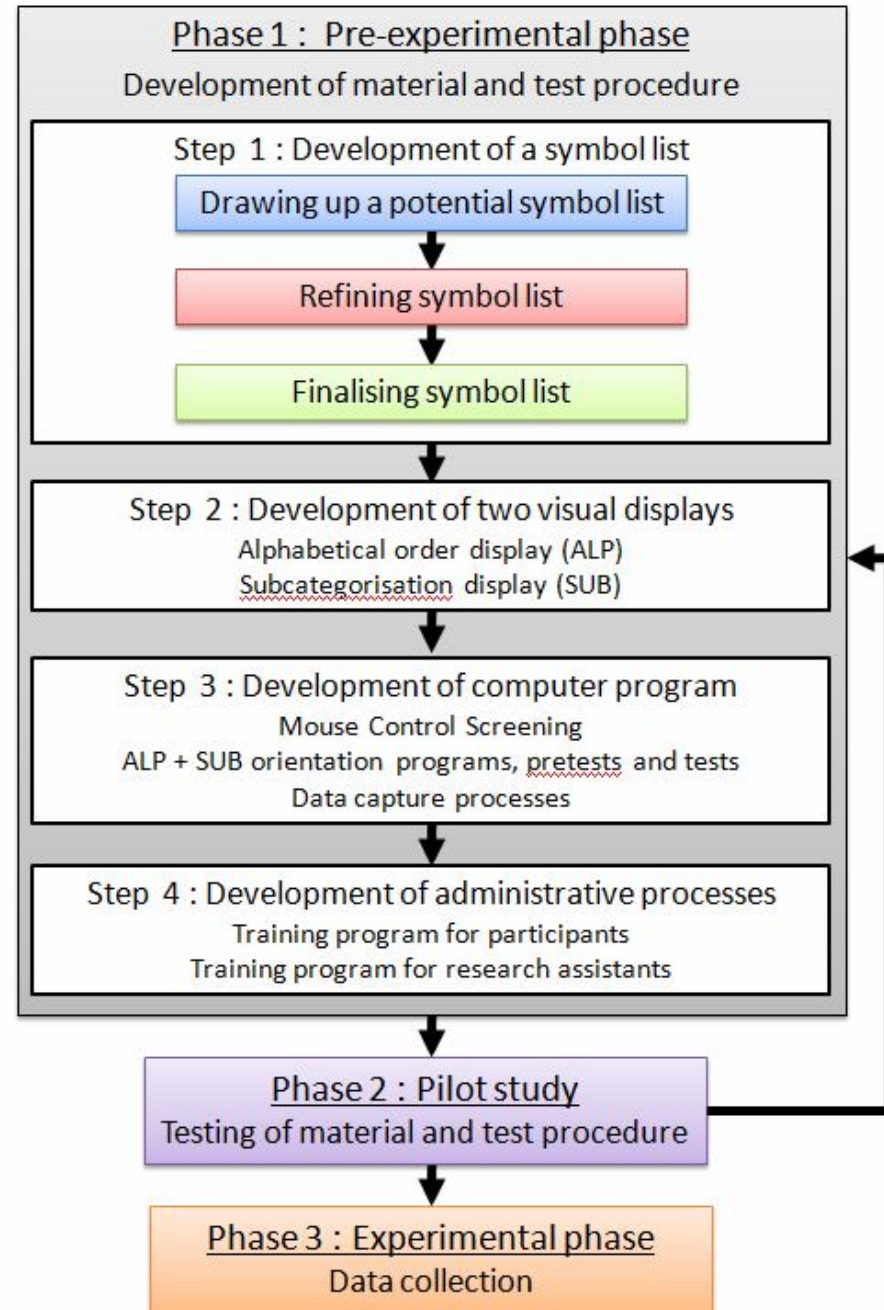 Phase 1 : Pre-experimental phase
Development of material and test procedure
Step 1 : Development of a symbol list
Drawing up a potential symbol list
Refining symbol list
Finalising symbol list
Step 2 : Development of two visual displays
Alphabetical order display (ALP)
Subcategorisation display (SUB)
Step 3 : Development of computer program
Mouse Control Screening
ALP + SUB orientation programs, pretests and tests
Data capture processes
Step 4 : Development of administrative processes
Training program for participants
Training program for research assistants
Phase 2 : Pilot study
Testing of material and test procedure
Phase 3 : Experimental phase
Data collection